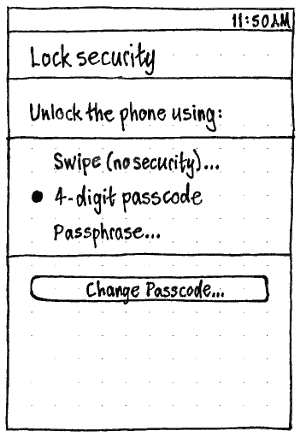 11:50AM
Lock security
Unlock the phone using:
Swipe (no security)...
4-digit passcode
Passphrase...
Change Passcode...